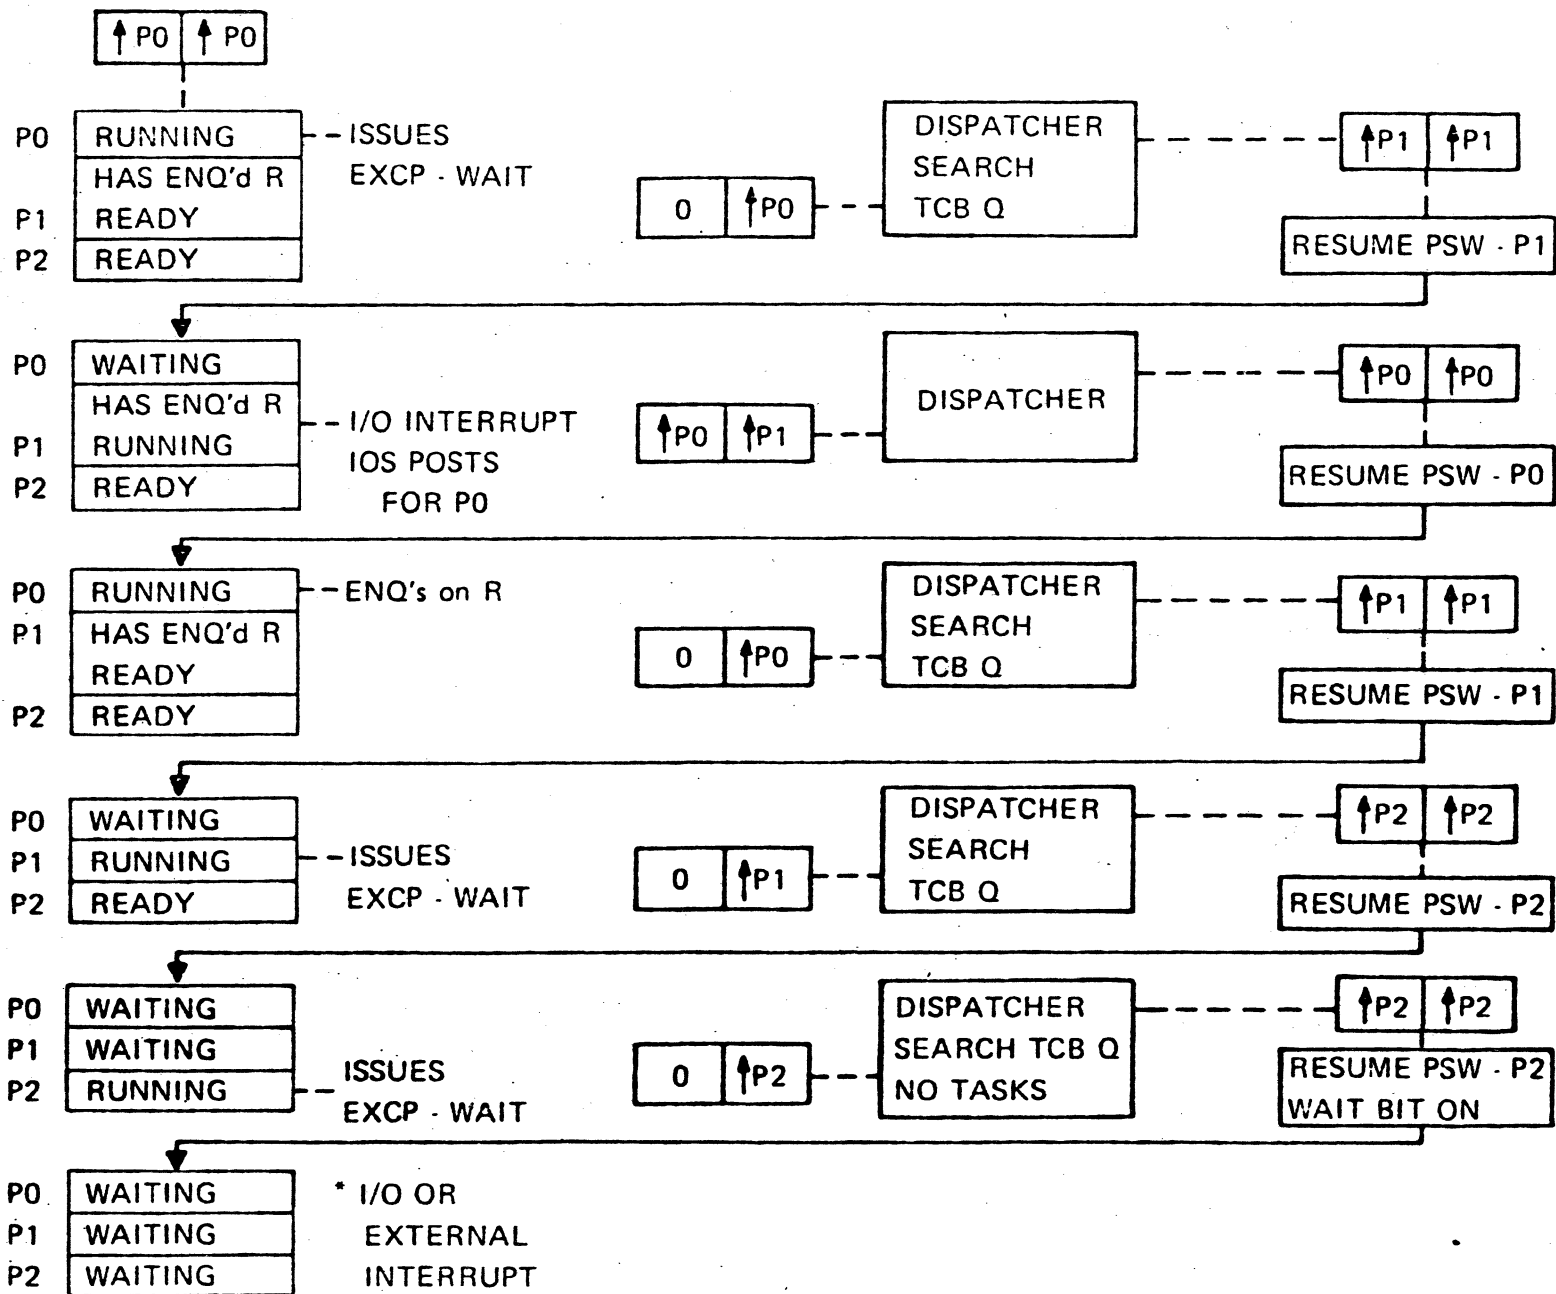 ↑P0 ↑P0
P0 RUNNING ISSUES
HAS ENQ'd R EXCP - WAIT
P1 READY
P2 READY
0 ↑P0
DISPATCHER
SEARCH
TCB Q
↑P1 ↑P1
RESUME PSW - P1
P0 WAITING
HAS ENQ'd R
P1 RUNNING
P2 READY
I/O INTERRUPT
IOS POSTS
FOR P0
↑P0 ↑P1
DISPATCHER
↑P0 ↑P0
RESUME PSW - P0
P0 RUNNING ENQ's on R
P1 HAS ENQ'd R
READY
P2 READY
0 ↑P0
DISPATCHER
SEARCH
TCB Q
↑P1 ↑P1
RESUME PSW - P1
P0 WAITING
P1 RUNNING
P2 READY
ISSUES
EXCP - WAIT
0 ↑P1
DISPATCHER
SEARCH
TCB Q
↑P2 ↑P2
RESUME PSW - P2
P0 WAITING
P1 WAITING
P2 RUNNING
ISSUES
EXCP - WAIT
0 ↑P2
DISPATCHER
SEARCH TCB Q
NO TASKS
↑P2 ↑P2
RESUME PSW - P2
WAIT BIT ON
P0 WAITING
P1 WAITING
P2 WAITING
* I/O OR
EXTERNAL
INTERRUPT